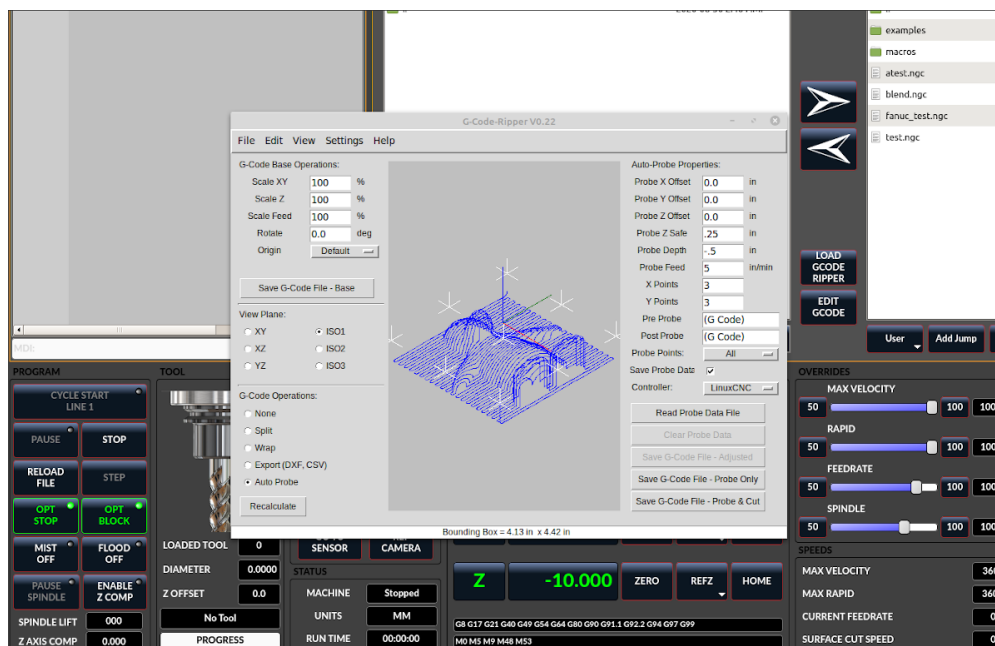 examples
macros
atest.ngc
blend.ngc
fanuc_test.ngc
test.ngc
G-Code-Ripper V0.22
File Edit View Settings Help
G-Code Base Operations:
Scale XY 100 %
Scale Z 100 %
Scale Feed 100 %
Rotate 0.0 deg
Origin Default
Save G-Code File - Base
View Plane:
XY ISO1
XZ ISO2
YZ ISO3
G-Code Operations:
None
Split
Wrap
Export (DXF, CSV)
Auto Probe
Recalculate
Auto-Probe Properties:
Probe X Offset 0.0 in
Probe Y Offset 0.0 in
Probe Z Offset 0.0 in
Probe Z Safe .25 in
Probe Depth -.5 in
Probe Feed 5 in/min
X Points 3
Y Points 3
Pre Probe (G Code)
Post Probe (G Code)
Probe Points: All
Save Probe Data
Controller: LinuxCNC
Read Probe Data File
Clear Probe Data
Save G-Code File - Adjusted
Save G-Code File - Probe Only
Save G-Code File - Probe & Cut
Bounding Box = 4.13 in x 4.42 in
LOAD
GCODE
RIPPER
EDIT
GCODE
User Add Jump
MDI:
PROGRAM
CYCLE START
LINE 1
PAUSE STOP
RELOAD
FILE
STEP
OPT
STOP
OPT
BLOCK
MIST
OFF
FLOOD
OFF
PAUSE
SPINDLE
ENABLE
Z COMP
SPINDLE LIFT 000
Z AXIS COMP 0.000
TOOL
LOADED TOOL 0
DIAMETER 0.0000
Z OFFSET 0.0
No Tool
PROGRESS
SENSOR
CAMERA
STATUS
MACHINE Stopped
UNITS MM
RUN TIME 00:00:00
Z -10.000 ZERO REFZ HOME
G8 G17 G21 G40 G49 G54 G64 G80 G90 G91.1 G92.2 G94 G97 G99
M0 M5 M9 M48 M53
OVERRIDES
MAX VELOCITY
50 100 100
RAPID
50 100 100
FEEDRATE
50 100 100
SPINDLE
50 100 100
SPEEDS
MAX VELOCITY 360
MAX RAPID 360
CURRENT FEEDRATE 0
SURFACE CUT SPEED 0